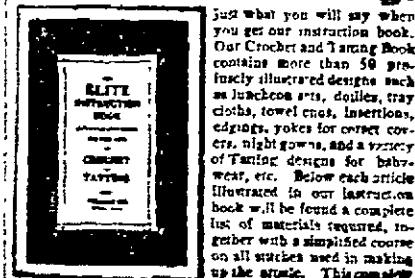 ELITE
INSTRUCTION
BOOK
CROCHET
TATTING
just what you will say when
you get our instruction book.
Our Crochet and Tatting Book
contains more than 50 pro-
fusely illustrated designs such
as luncheon sets, doilies, tray
cloths, towel ends, insertions,
edgings, yokes for corset cov-
ers, night gowns, and a variety
of Tatting designs for baby-
wear, etc. Below each article
illustrated in our instruction
book will be found a complete
list of materials required, to-
gether with a simplified course
on all stitches used in making
up the article. This